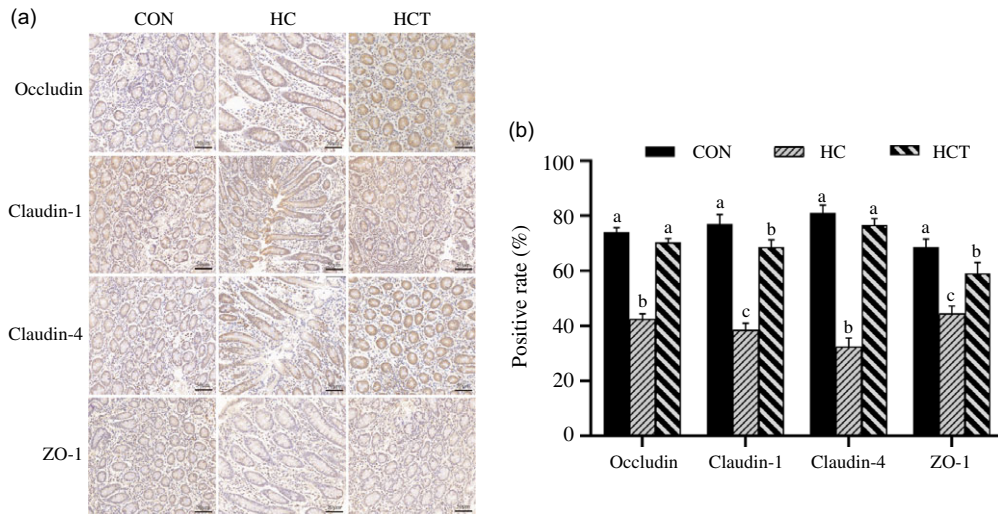 (a)
CON HC HCT
Occludin
Claudin-1
Claudin-4
ZO-1
(b)
CON HC HCT
Positive rate (%)
100
80
60
40
20
0
a b a
a c b
a b a
a c b
Occludin Claudin-1 Claudin-4 ZO-1